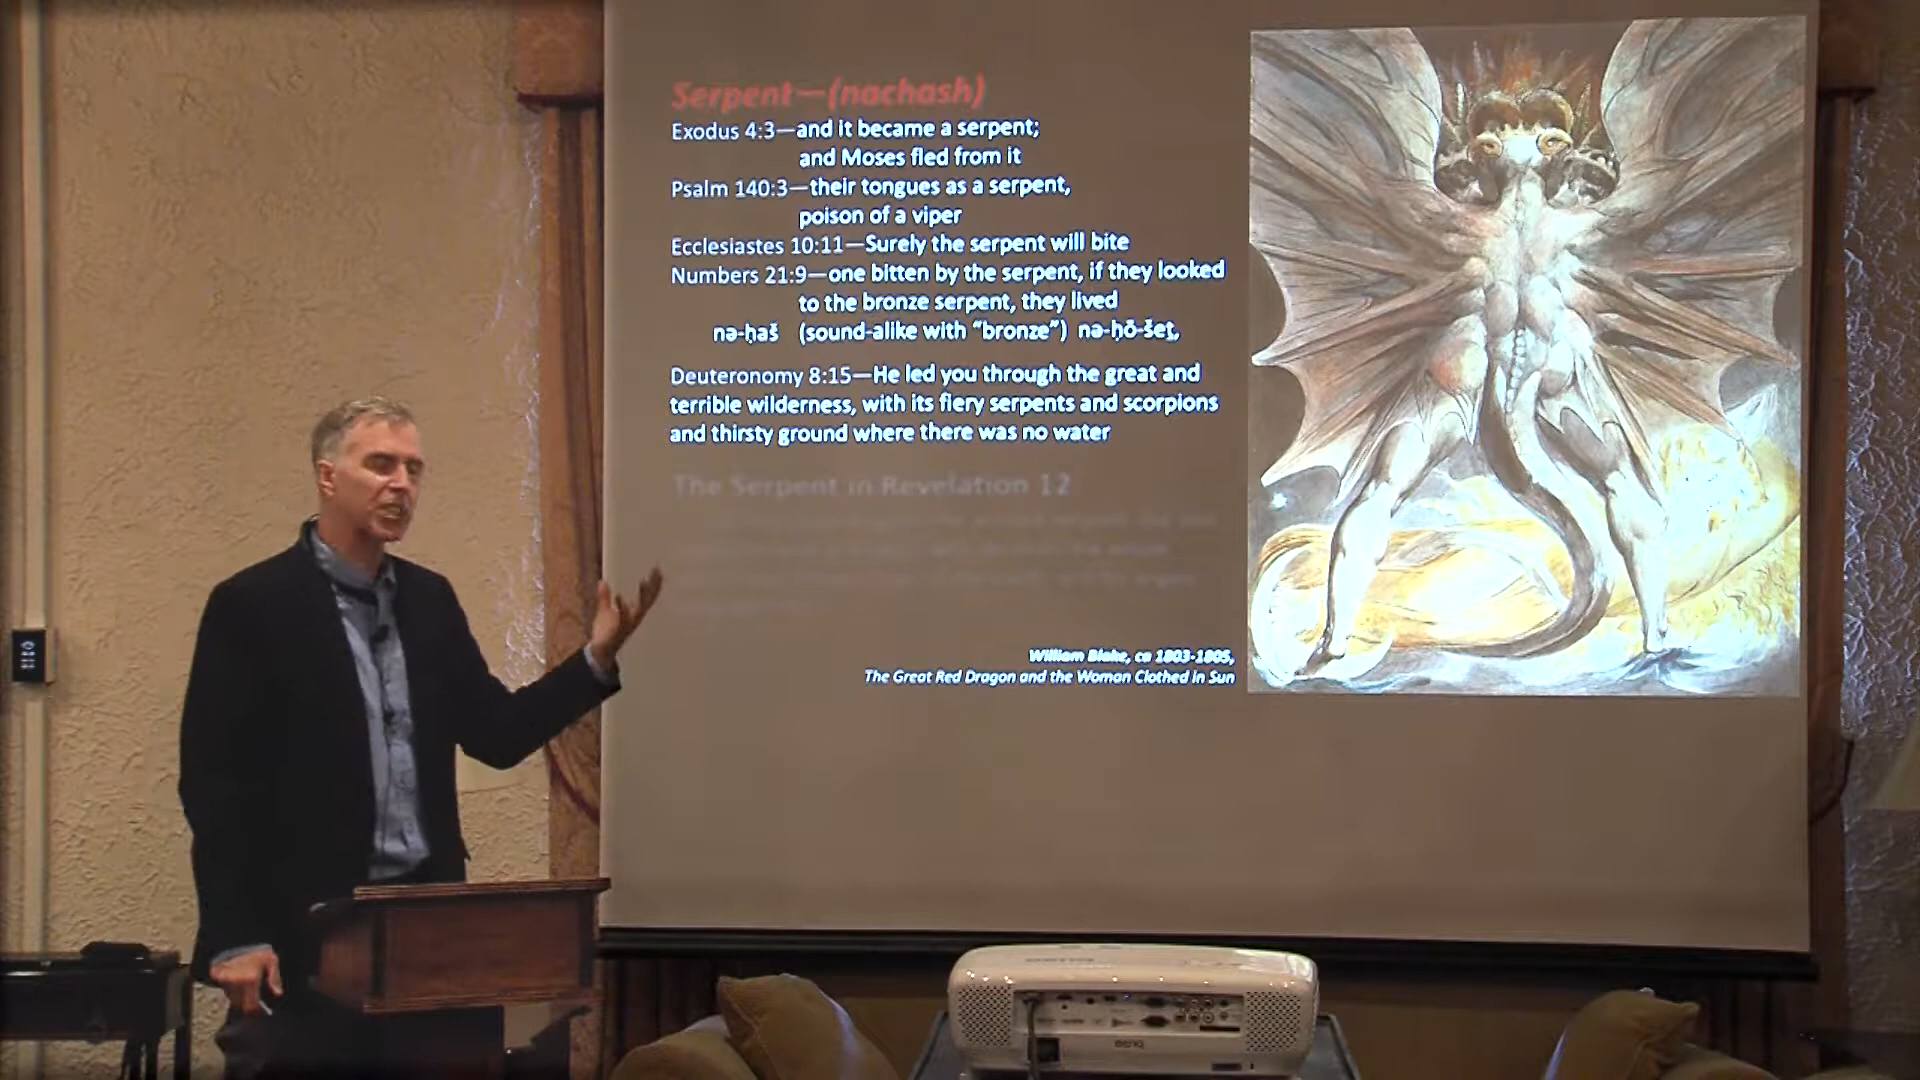 Serpent—(nachash)
Exodus 4:3—and it became a serpent;
and Moses fled from it
Psalm 140:3—their tongues as a serpent,
poison of a viper
Ecclesiastes 10:11—Surely the serpent will bite
Numbers 21:9—one bitten by the serpent, if they looked
to the bronze serpent, they lived
nə-ḥaš (sound-alike with “bronze”) nə-ḥō-šeṯ,
Deuteronomy 8:15—He led you through the great and
terrible wilderness, with its fiery serpents and scorpions
and thirsty ground where there was no water
The Serpent in Revelation 12
William Blake, ca 1803-1805,
The Great Red Dragon and the Woman Clothed in Sun
BenQ